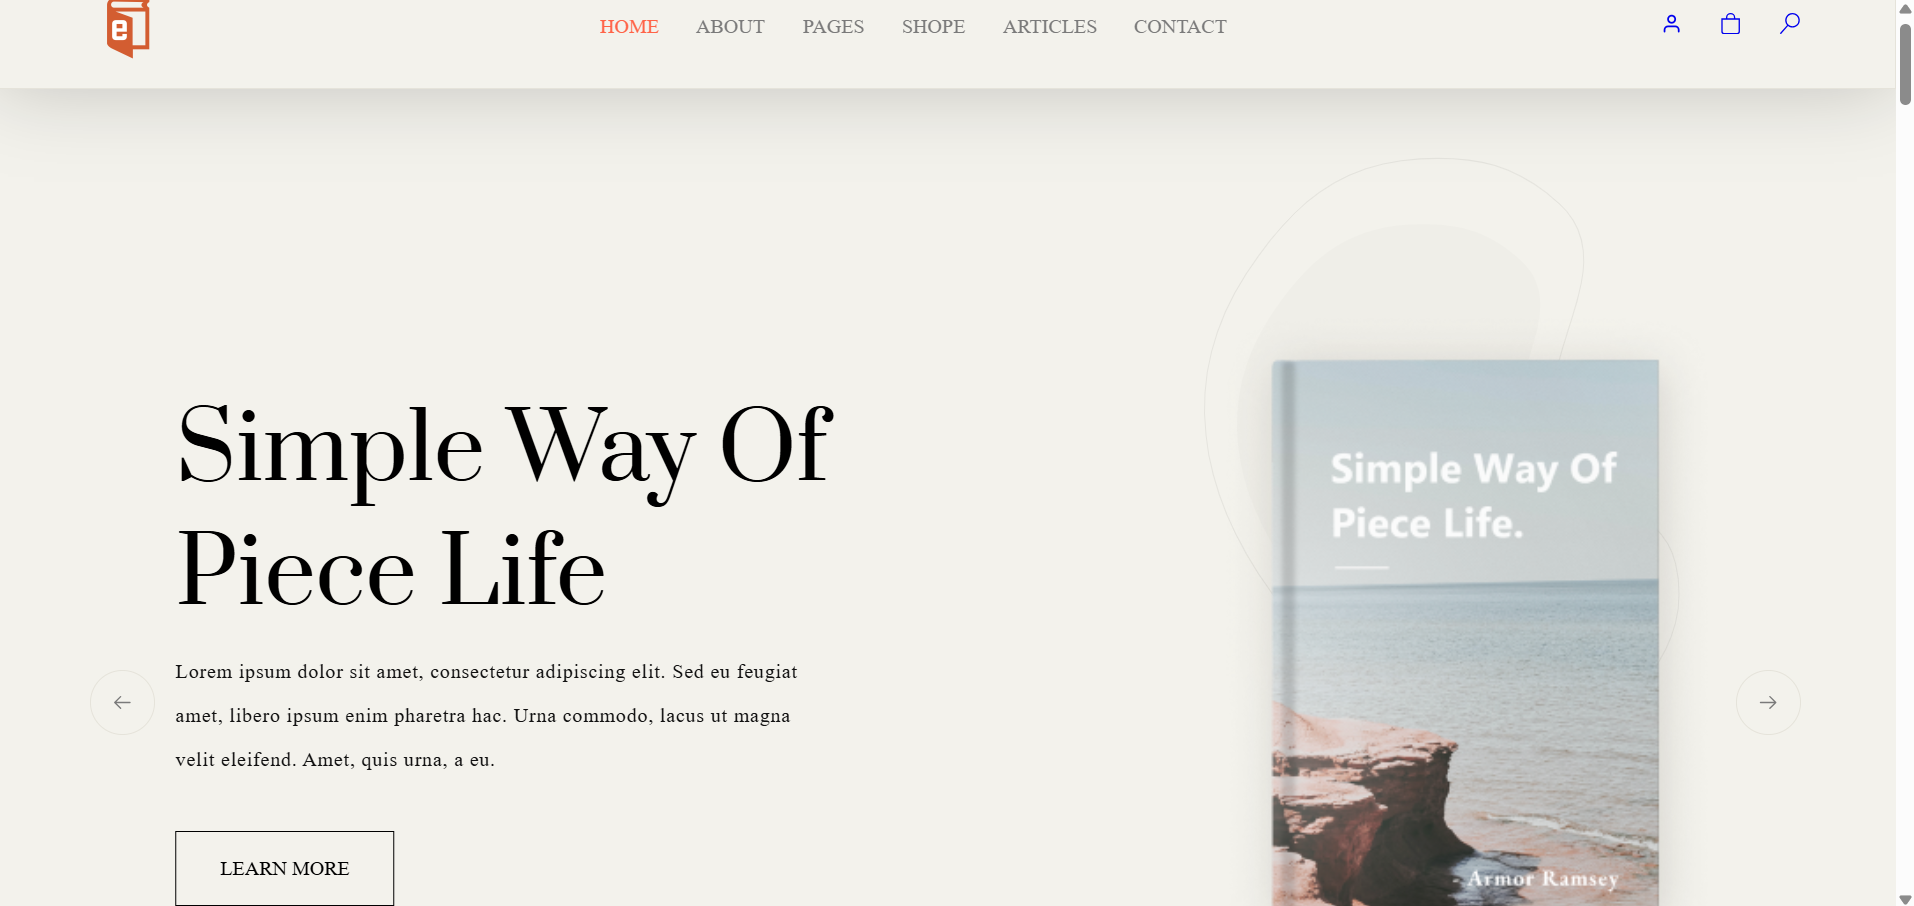 e
HOME ABOUT PAGES SHOPE ARTICLES CONTACT
Simple Way Of
Piece Life
Lorem ipsum dolor sit amet, consectetur adipiscing elit. Sed eu feugiat
amet, libero ipsum enim pharetra hac. Urna commodo, lacus ut magna
velit eleifend. Amet, quis urna, a eu.
LEARN MORE
Simple Way Of
Piece Life.
Armor Ramsey